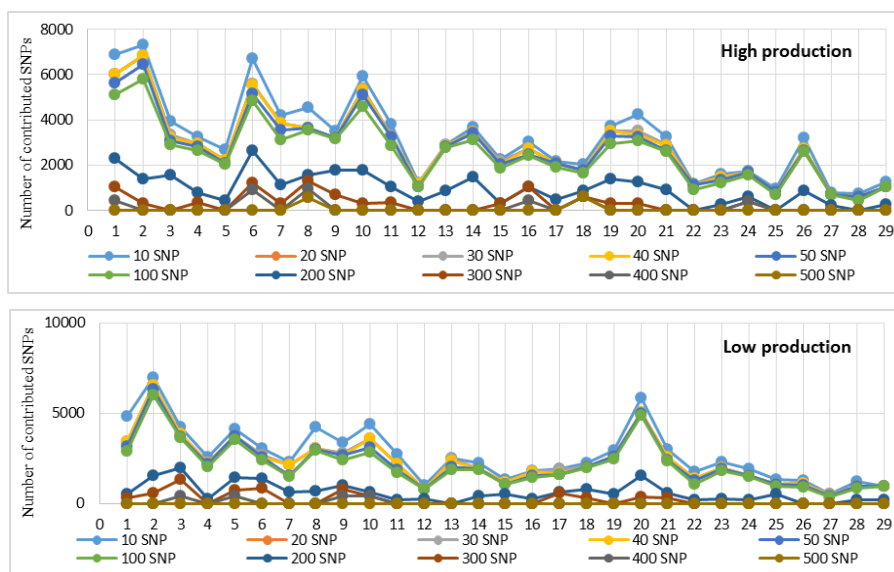 High production
Number of contributed SNPs
8000
6000
4000
2000
0
0 1 2 3 4 5 6 7 8 9 10 11 12 13 14 15 16 17 18 19 20 21 22 23 24 25 26 27 28 29
10 SNP 20 SNP 30 SNP 40 SNP 50 SNP
100 SNP 200 SNP 300 SNP 400 SNP 500 SNP
Low production
Number of contributed SNPs
10000
5000
0
0 1 2 3 4 5 6 7 8 9 10 11 12 13 14 15 16 17 18 19 20 21 22 23 24 25 26 27 28 29
10 SNP 20 SNP 30 SNP 40 SNP 50 SNP
100 SNP 200 SNP 300 SNP 400 SNP 500 SNP